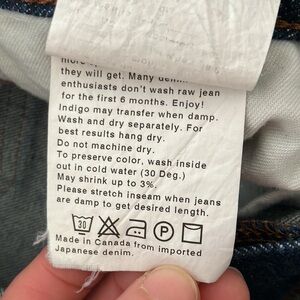 they will get. Many denim
enthusiasts don't wash raw jean
for the first 6 months. Enjoy!
Indigo may transfer when damp.
Wash and dry separately. For
best results hang dry.
Do not machine dry.
To preserve color, wash inside
out in cold water (30 Deg.)
May shrink up to 3%.
Please stretch inseam when jeans
are damp to get desired length.
30 P
Made in Canada from imported
Japanese denim.